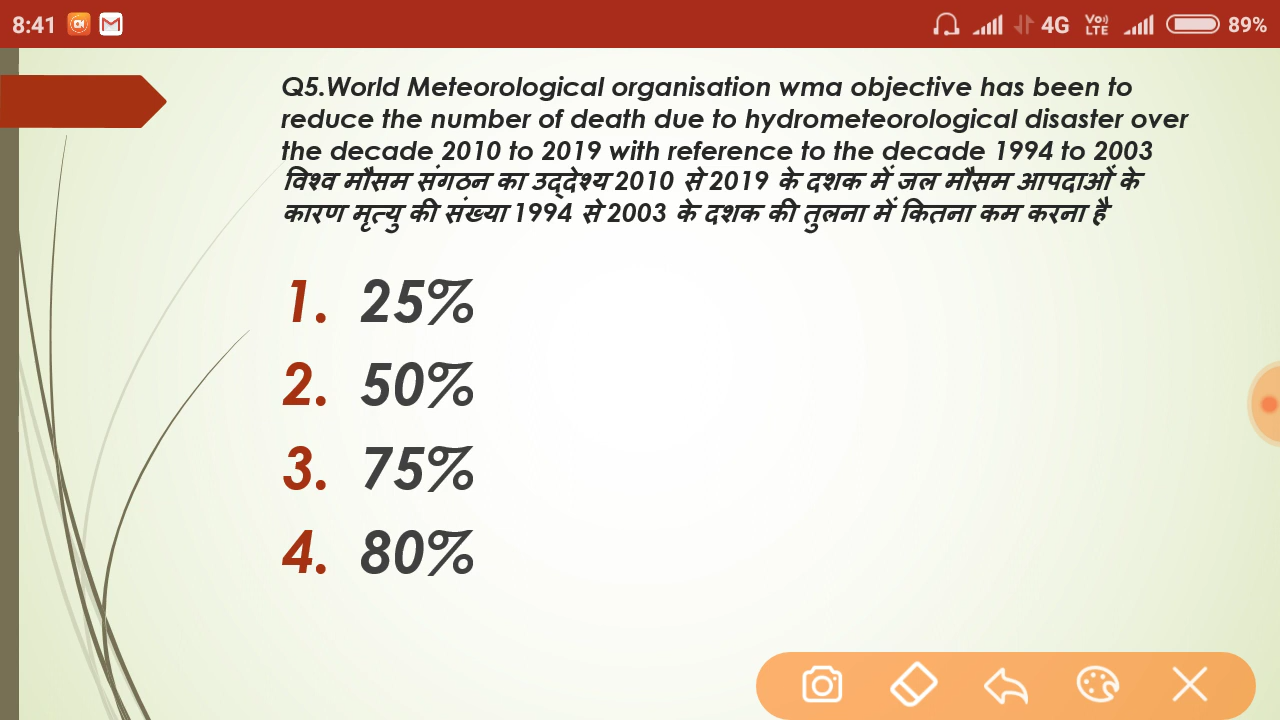 8:41 4G Vo) LTE 89%
Q5.World Meteorological organisation wma objective has been to
reduce the number of death due to hydrometeorological disaster over
the decade 2010 to 2019 with reference to the decade 1994 to 2003
विश्व मौसम संगठन का उद्देश्य 2010 से 2019 के दशक में जल मौसम आपदाओं के
कारण मृत्यु की संख्या 1994 से 2003 के दशक की तुलना में कितना कम करना है
1. 25%
2. 50%
3. 75%
4. 80%